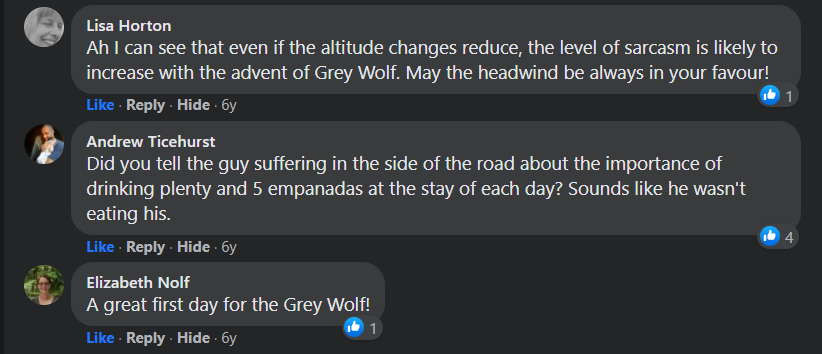 Lisa Horton
Ah I can see that even if the altitude changes reduce, the level of sarcasm is likely to
increase with the advent of Grey Wolf. May the headwind be always in your favour!
Like · Reply · Hide · 6y
1
Andrew Ticehurst
Did you tell the guy suffering in the side of the road about the importance of
drinking plenty and 5 empanadas at the stay of each day? Sounds like he wasn't
eating his.
Like · Reply · Hide · 6y
4
Elizabeth Nolf
A great first day for the Grey Wolf!
1
Like · Reply · Hide · 6y